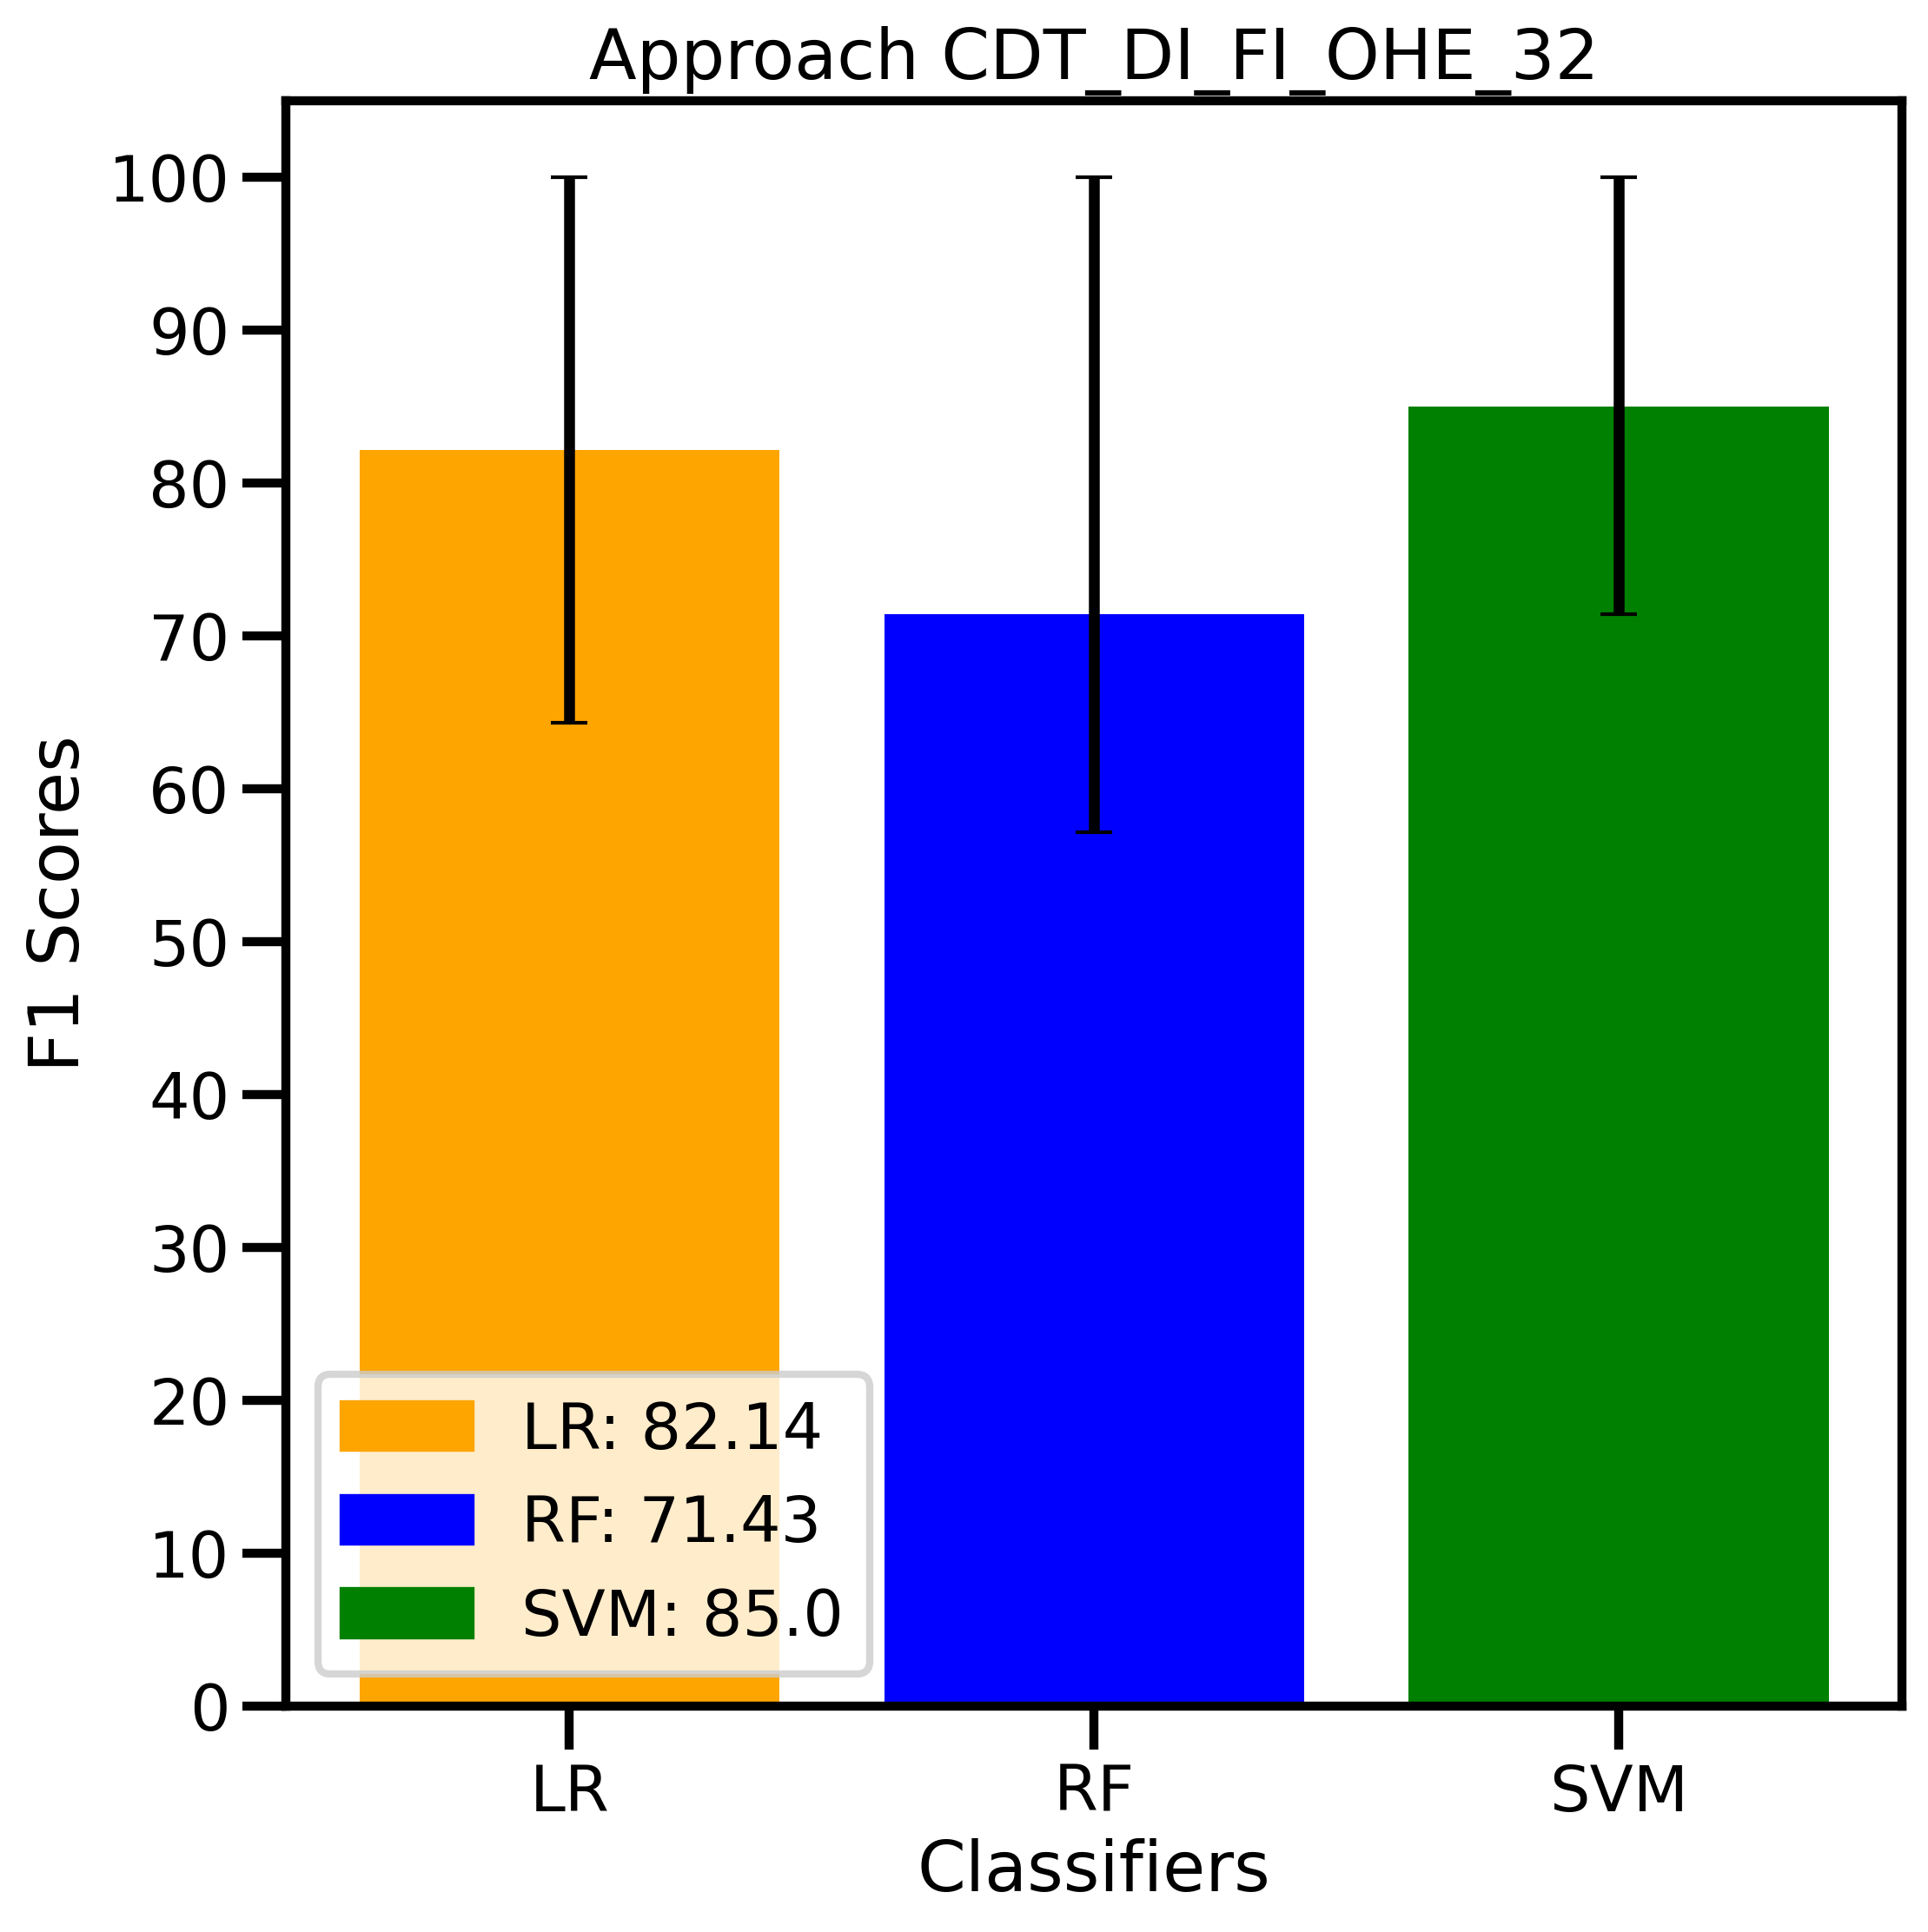 Approach CDT_DI_FI_OHE_32
F1 Scores
100
90
80
70
60
50
40
30
20
10
0
LR: 82.14
RF: 71.43
SVM: 85.0
LR
RF
SVM
Classifiers